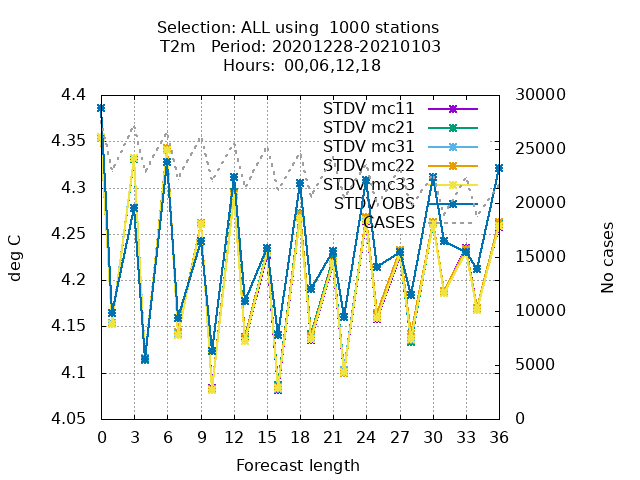 Selection: ALL using  1000 stations
T2m   Period: 20201228-20210103
Hours: 00,06,12,18
4.4
4.35
4.3
4.25
4.2
4.15
4.1
4.05
deg C
STDV mc11
STDV mc21
STDV mc31
STDV mc22
STDV mc33
STDV OBS
CASES
30000
25000
20000
15000
10000
5000
0
No cases
0 3 6 9 12 15 18 21 24 27 30 33 36
Forecast length